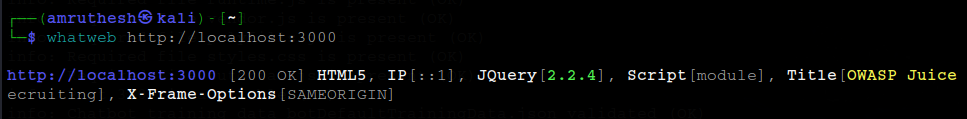 (amruthesh㉿kali)-[~]
$ whatweb http://localhost:3000
http://localhost:3000 [200 OK] HTML5, IP[::1], JQuery[2.2.4], Script[module], Title[OWASP Juice
ecruiting], X-Frame-Options[SAMEORIGIN]